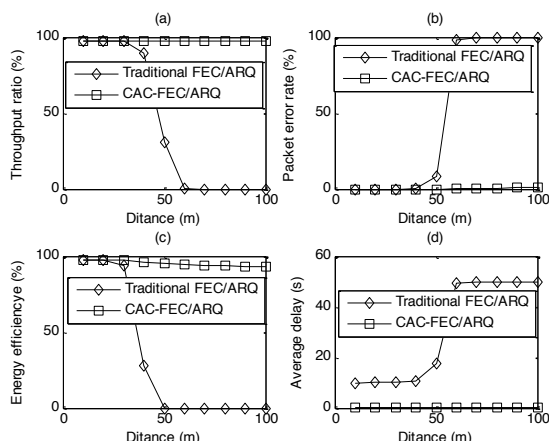 (a)
100
50
0
0
50
100
Throughput ratio (%)
Ditance (m)
Traditional FEC/ARQ
CAC-FEC/ARQ
(b)
100
50
0
0
50
100
Packet error rate (%)
Ditance (m)
Traditional FEC/ARQ
CAC-FEC/ARQ
(c)
100
50
0
0
50
100
Energy efficiencye (%)
Ditance (m)
Traditional FEC/ARQ
CAC-FEC/ARQ
(d)
60
40
20
0
0
50
100
Average delay (s)
Ditance (m)
Traditional FEC/ARQ
CAC-FEC/ARQ